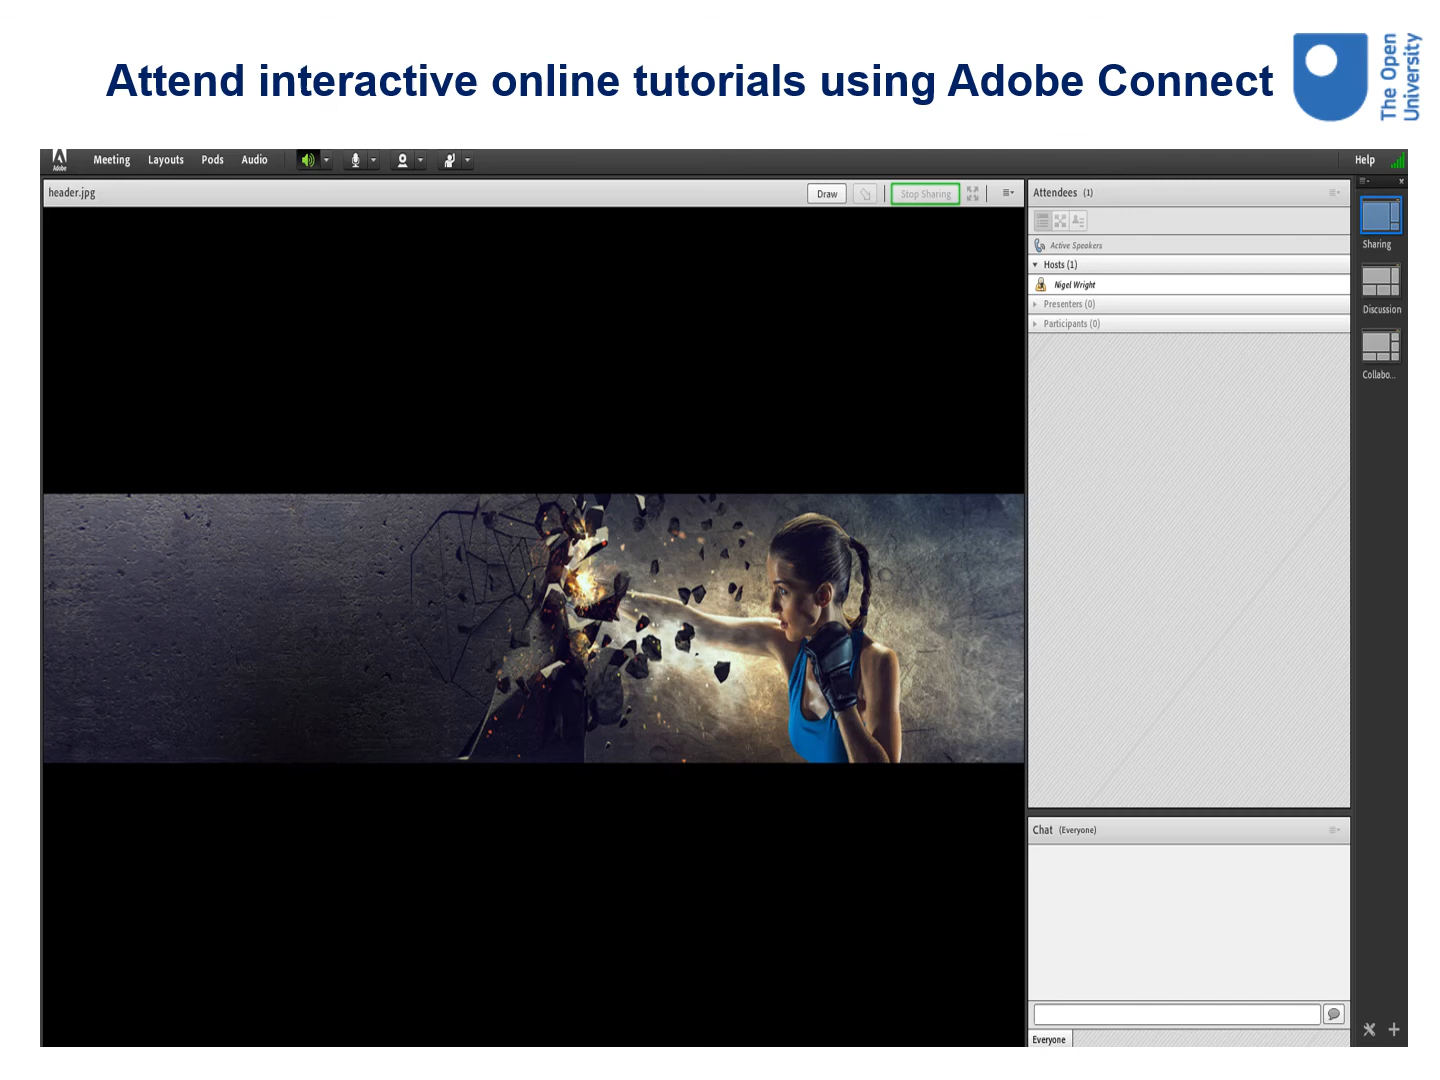 Attend interactive online tutorials using Adobe Connect
The Open
University
Adobe
Meeting Layouts Pods Audio
Help
header.jpg
Draw
Stop Sharing
Attendees (1)
Active Speakers
Hosts (1)
Nigel Wright
Presenters (0)
Participants (0)
Sharing
Discussion
Collabo...
Chat (Everyone)
Everyone